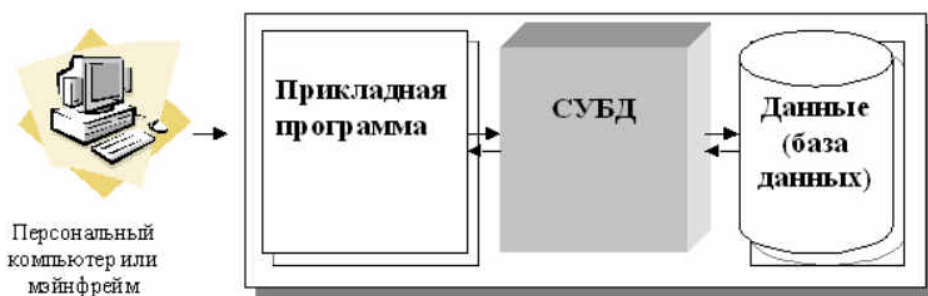 Прикладная
программа
СУБД
Данные
(база
данных)
Персональный
компьютер или
мэйнфрейм